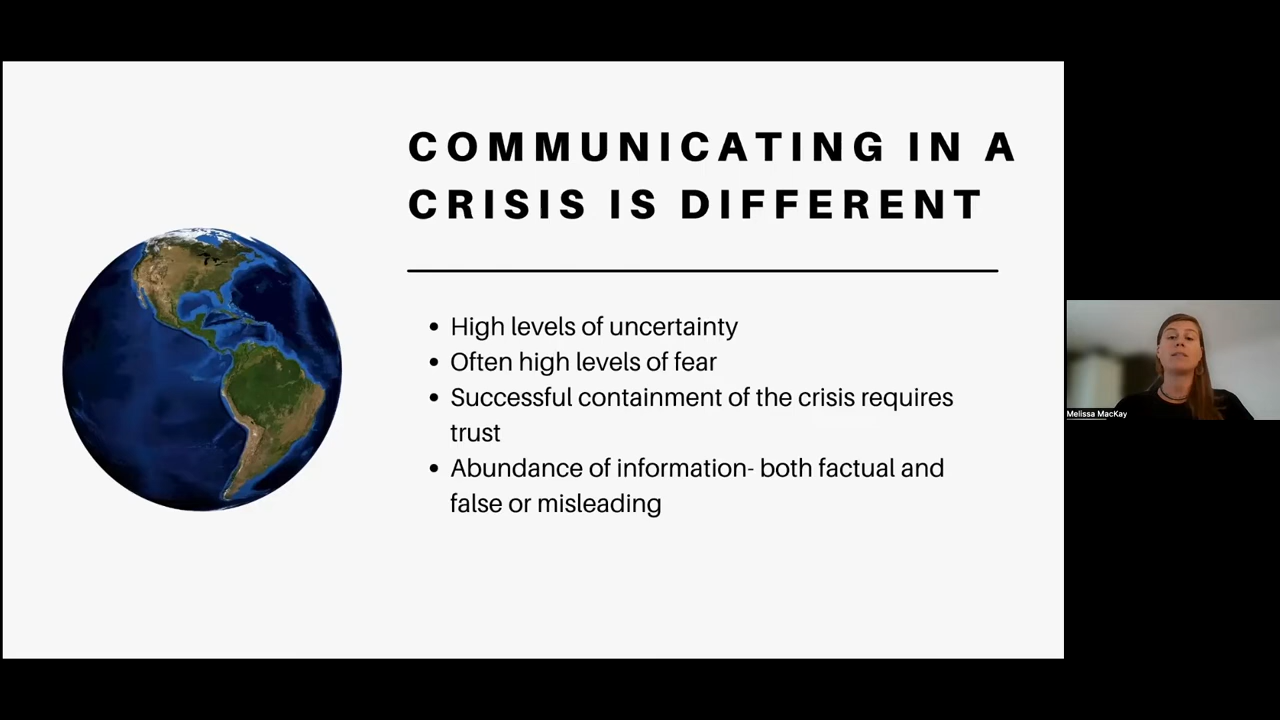 COMMUNICATING IN A
CRISIS IS DIFFERENT
• High levels of uncertainty
• Often high levels of fear
• Successful containment of the crisis requires
trust
• Abundance of information- both factual and
false or misleading
Melissa MacKay